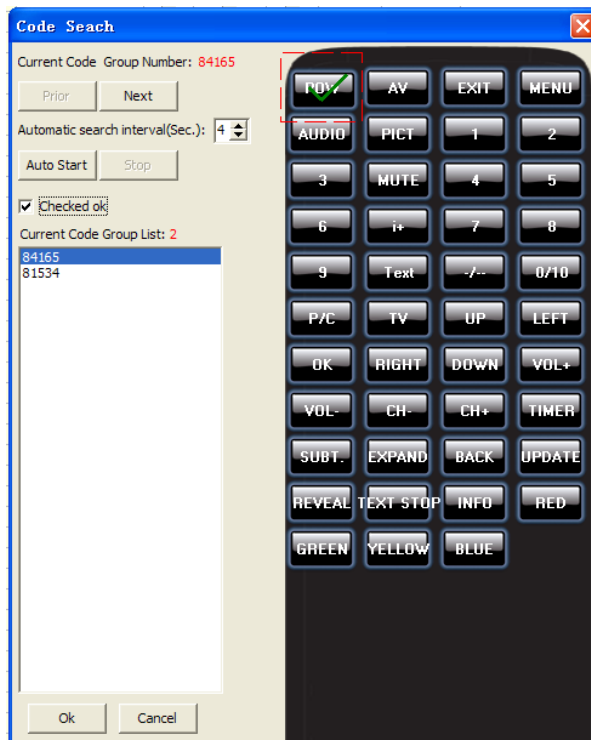 Code Seach
Current Code Group Number: 84165
Prior Next
Automatic search interval(Sec.): 4
Auto Start Stop
Checked ok
Current Code Group List: 2
84165
81534
Ok Cancel
POW AV EXIT MENU
AUDIO PICT 1 2
3 MUTE 4 5
6 i+ 7 8
9 Text -/-- 0/10
P/C TV UP LEFT
OK RIGHT DOWN VOL+
VOL- CH- CH+ TIMER
SUBT. EXPAND BACK UPDATE
REVEAL TEXT STOP INFO RED
GREEN YELLOW BLUE